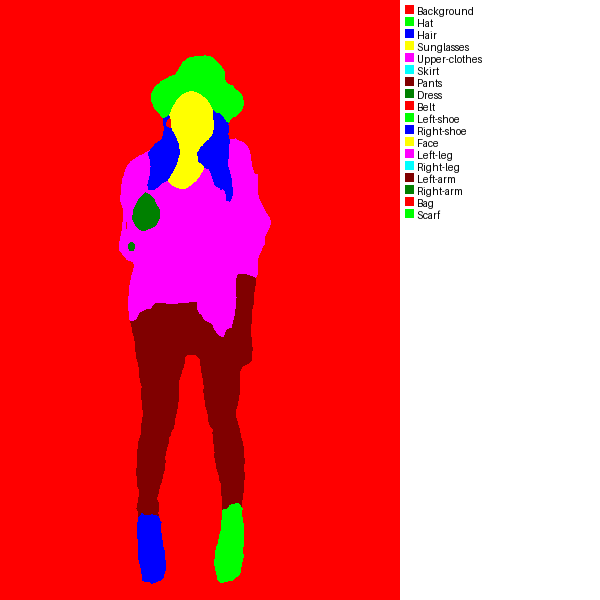 Background
Hat
Hair
Sunglasses
Upper-clothes
Skirt
Pants
Dress
Belt
Left-shoe
Right-shoe
Face
Left-leg
Right-leg
Left-arm
Right-arm
Bag
Scarf